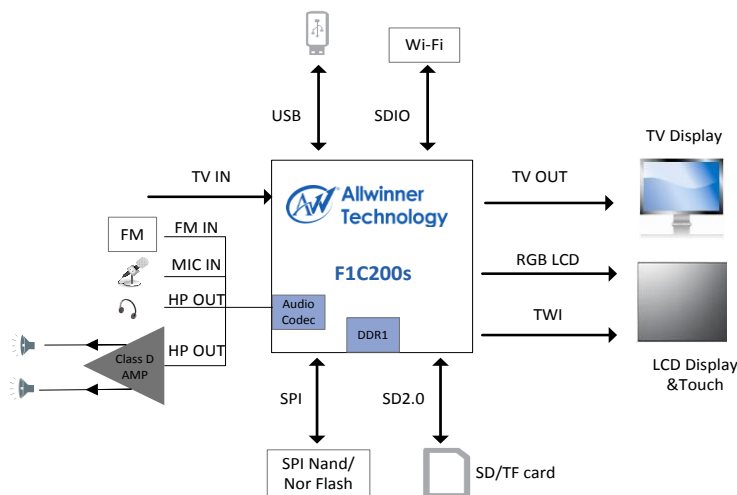 Wi-Fi
USB
SDIO
TV Display
TV IN
AW
Allwinner
Technology
TV OUT
FM
FM IN
MIC IN
F1C200s
RGB LCD
HP OUT
Audio
Codec
TWI
DDR1
HP OUT
Class D
AMP
LCD Display
&Touch
SPI
SD2.0
SPI Nand/
Nor Flash
SD/TF card